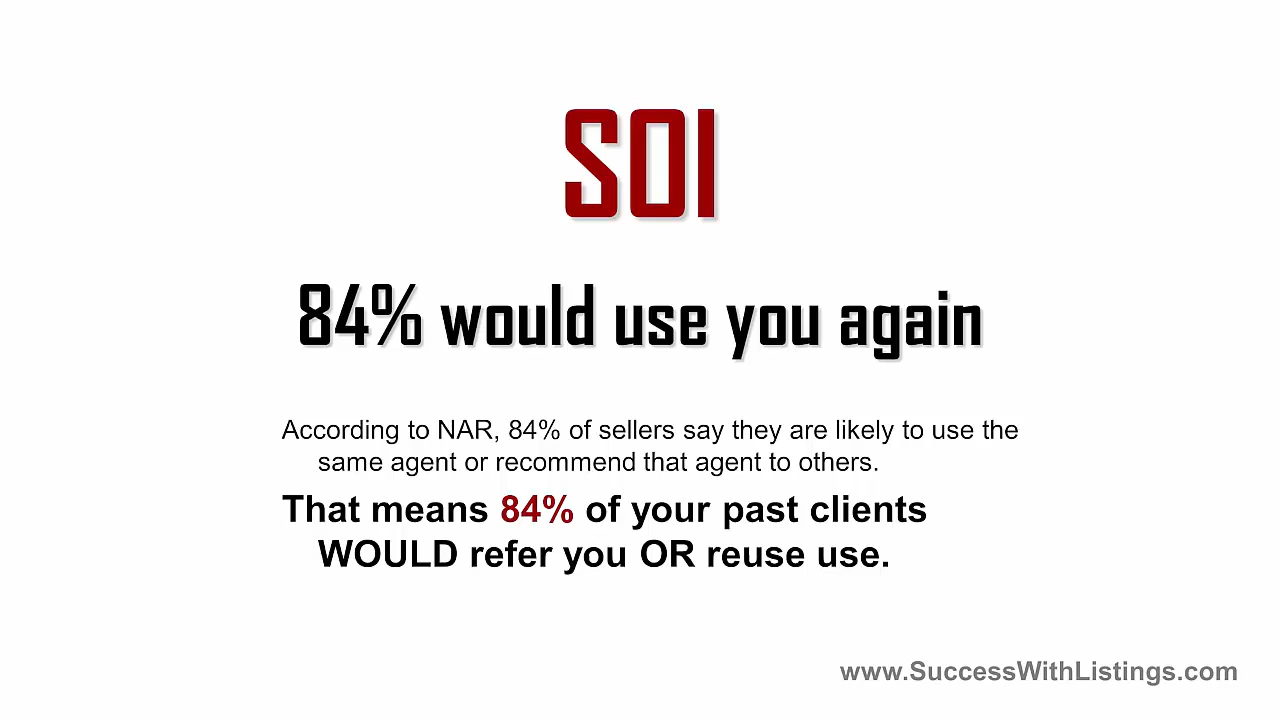 SOI
84% would use you again
According to NAR, 84% of sellers say they are likely to use the
same agent or recommend that agent to others.
That means 84% of your past clients
WOULD refer you OR reuse use.
www.SuccessWithListings.com